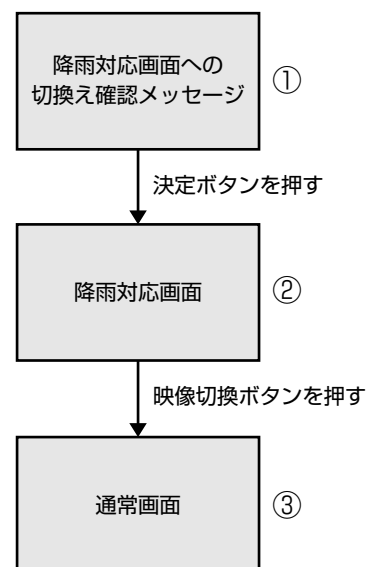 降雨対応画面への
切換え確認メッセージ
①
決定ボタンを押す
降雨対応画面
②
映像切換ボタンを押す
通常画面
③